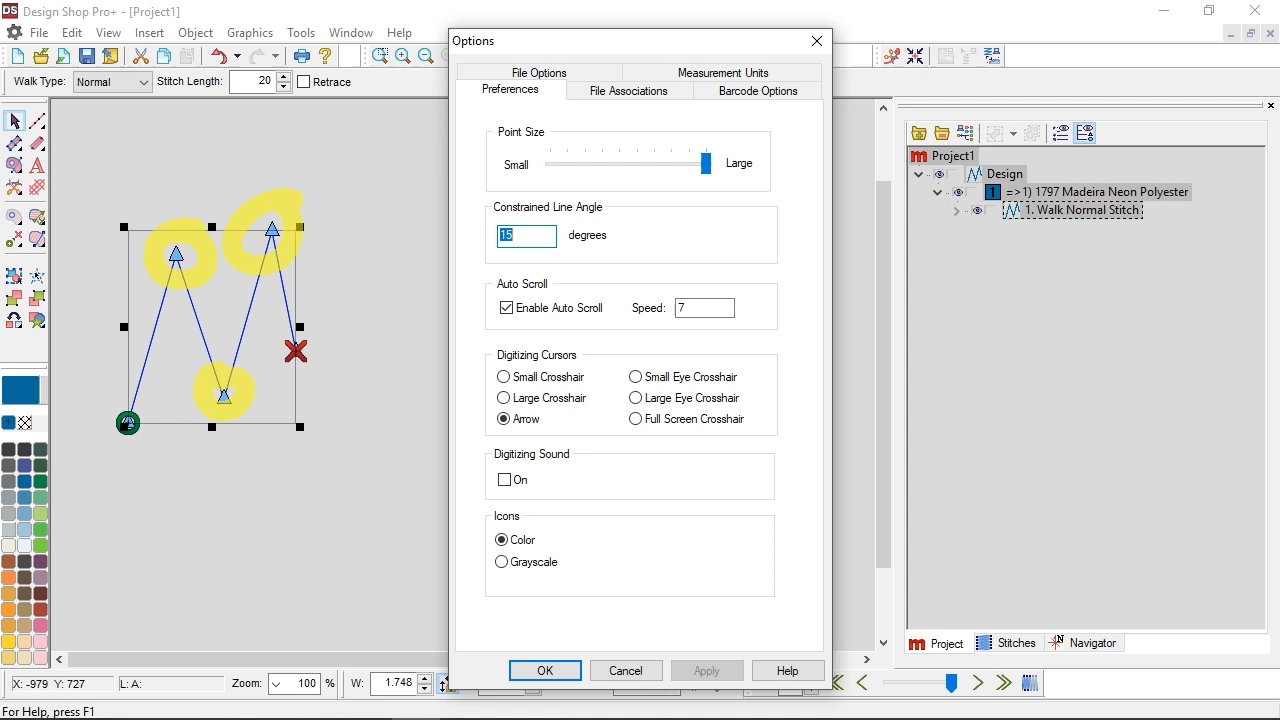 DS Design Shop Pro+ - [Project1]
File Edit View Insert Object Graphics Tools Window Help
Walk Type: Normal Stitch Length: 20 Retrace
Options
File Options Measurement Units
Preferences File Associations Barcode Options
Point Size
Small Large
Constrained Line Angle
15 degrees
Auto Scroll
Enable Auto Scroll Speed: 7
Digitizing Cursors
Small Crosshair Small Eye Crosshair
Large Crosshair Large Eye Crosshair
Arrow Full Screen Crosshair
Digitizing Sound
On
Icons
Color
Grayscale
OK Cancel Apply Help
Project1
Design
1 =>1) 1797 Madeira Neon Polyester
1. Walk Normal Stitch
Project Stitches Navigator
1
X: -979 Y: 727 L: A: Zoom: 100 % W: 1.748
For Help, press F1